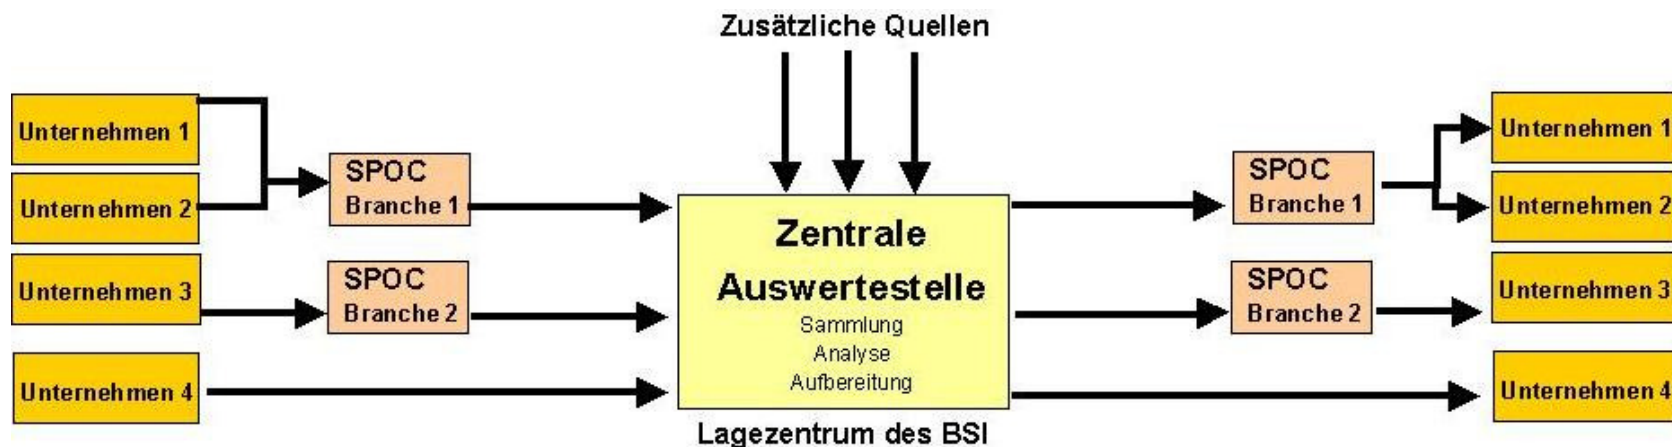 Zusätzliche Quellen
Unternehmen 1
Unternehmen 2
Unternehmen 3
Unternehmen 4
SPOC
Branche 1
SPOC
Branche 2
Zentrale
Auswertestelle
Sammlung
Analyse
Aufbereitung
Lagezentrum des BSI
SPOC
Branche 1
SPOC
Branche 2
Unternehmen 1
Unternehmen 2
Unternehmen 3
Unternehmen 4